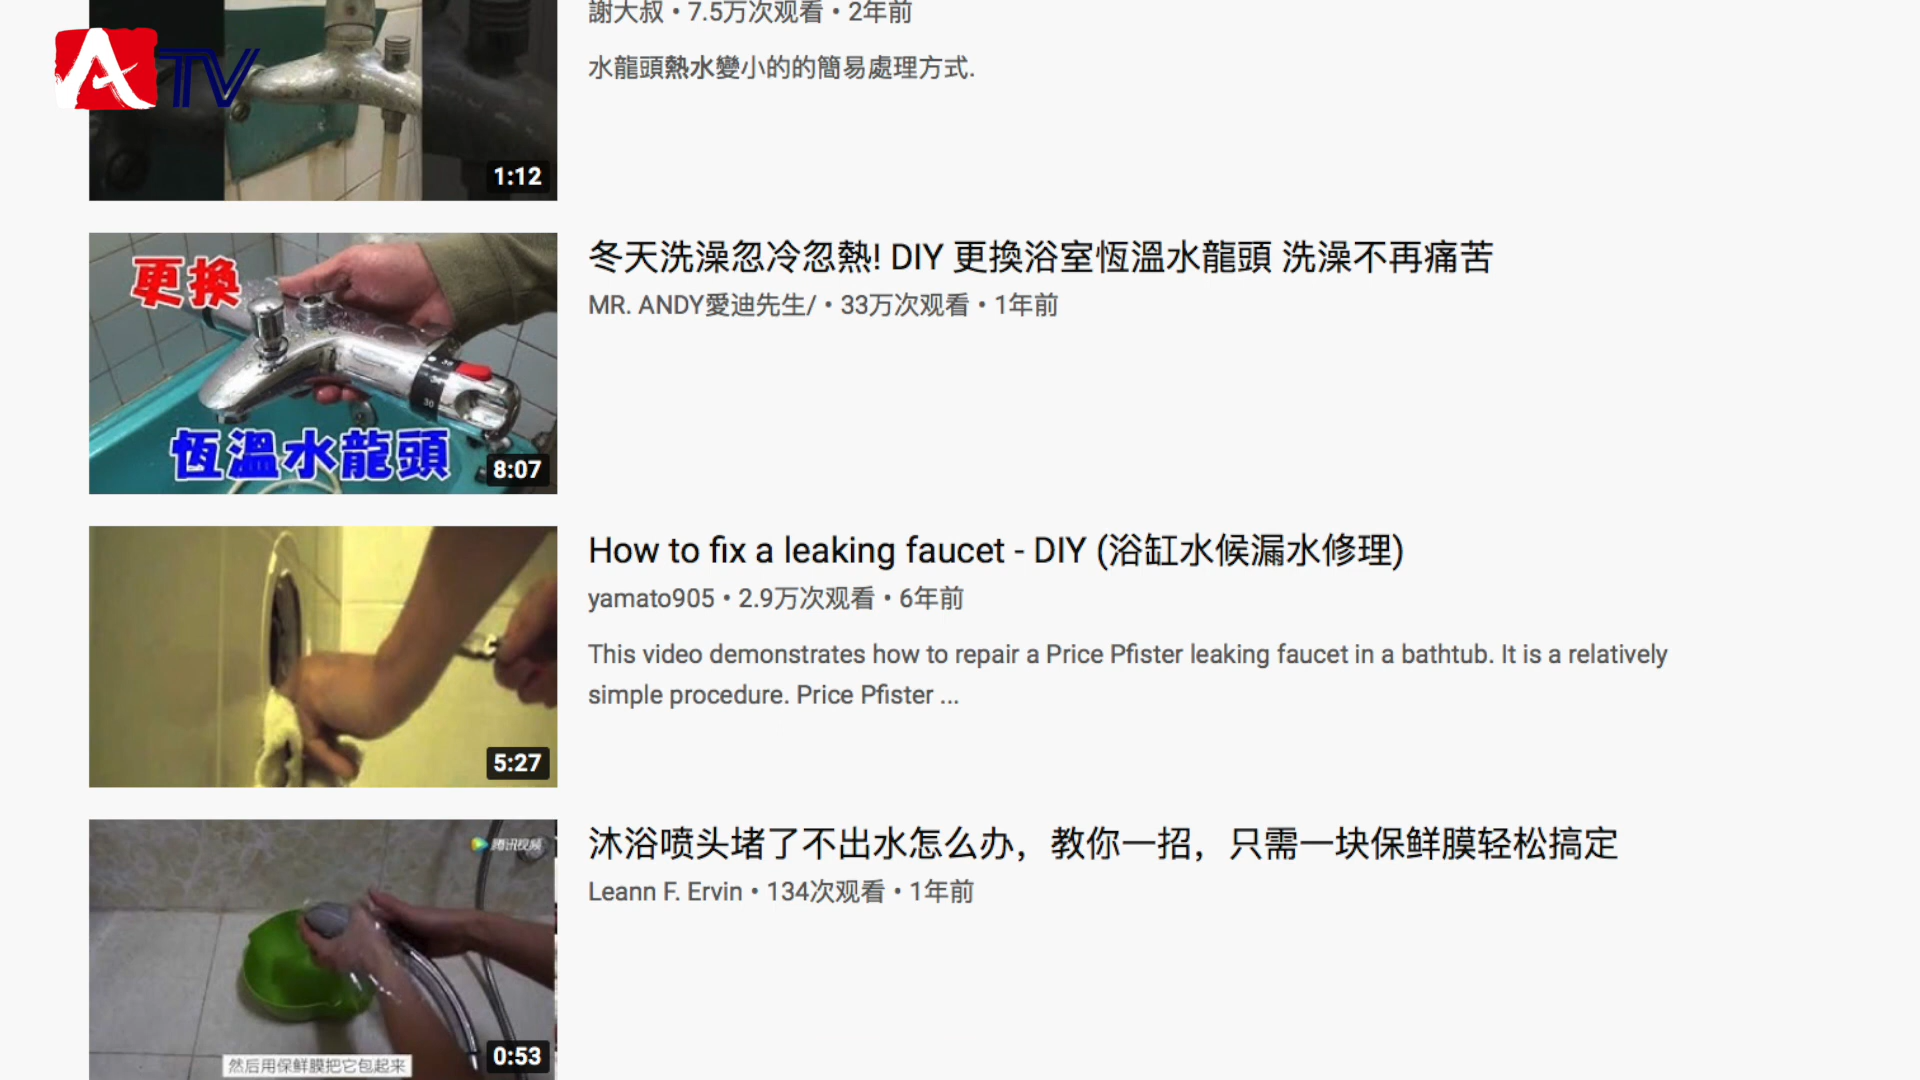 謝大叔 • 7.5万次观看 • 2年前
ATV
水龍頭熱水變小的的簡易處理方式.
1:12
更換
恆溫水龍頭
30
8:07
冬天洗澡忽冷忽熱! DIY 更換浴室恆溫水龍頭 洗澡不再痛苦
MR. ANDY愛迪先生/ • 33万次观看 • 1年前
How to fix a leaking faucet - DIY (浴缸水候漏水修理)
yamato905 • 2.9万次观看 • 6年前
This video demonstrates how to repair a Price Pfister leaking faucet in a bathtub. It is a relatively
simple procedure. Price Pfister ...
5:27
沐浴喷头堵了不出水怎么办，教你一招，只需一块保鲜膜轻松搞定
Leann F. Ervin • 134次观看 • 1年前
腾讯视频
然后用保鲜膜把它包起来
0:53